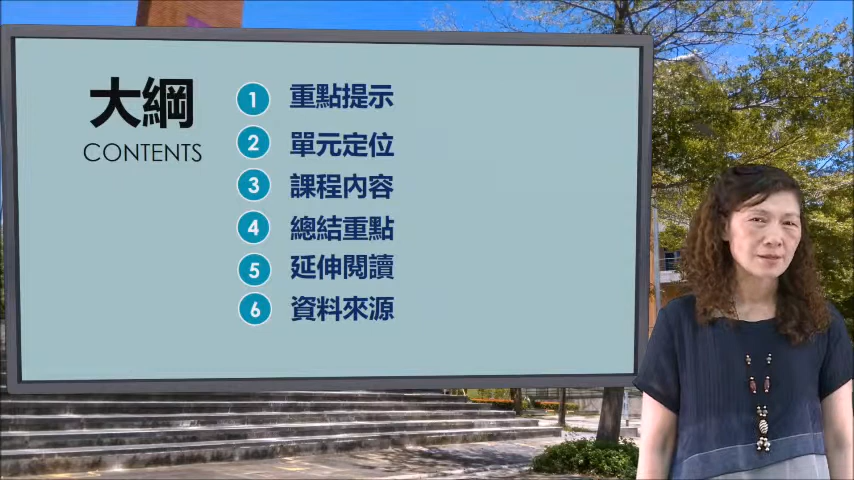 大綱
CONTENTS
1 重點提示
2 單元定位
3 課程內容
4 總結重點
5 延伸閱讀
6 資料來源